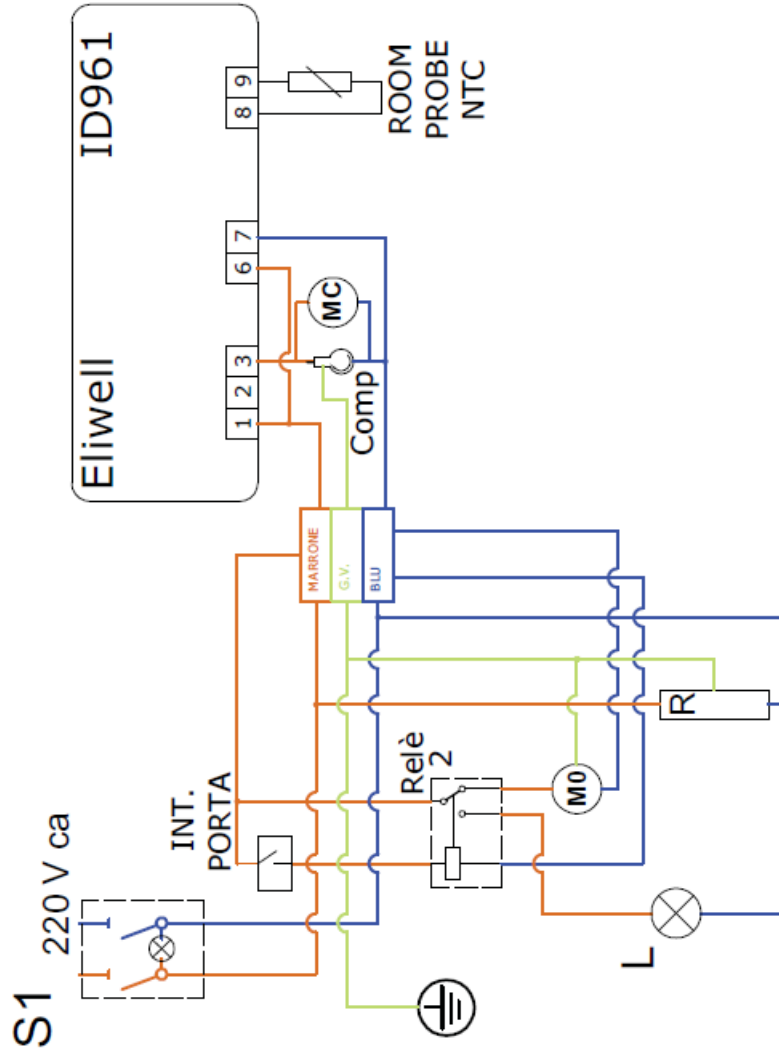 S1
220 V ca
INT.
PORTA
Relè
2
L
M0
R
MARRONE
G.V.
BLU
Eliwell
ID961
1
2
3
6
7
8
9
Comp
MC
ROOM
PROBE
NTC